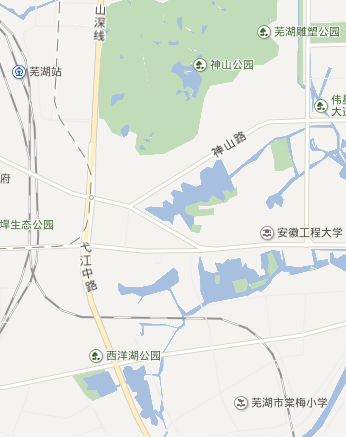 山深线
芜湖雕塑公园
神山公园
芜湖站
伟星
大道
神山路
府
埕生态公园
安徽工程大学
弋江中路
西洋湖公园
芜湖市棠梅小学